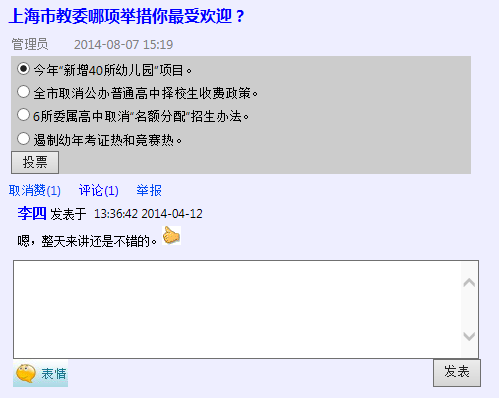 上海市教委哪项举措你最受欢迎？
管理员 2014-08-07 15:19
今年"新增40所幼儿园"项目。
全市取消公办普通高中择校生收费政策。
6所委属高中取消"名额分配"招生办法。
遏制幼年考证热和竞赛热。
投票
取消赞(1) 评论(1) 举报
李四 发表于 13:36:42 2014-04-12
嗯，整天来讲还是不错的。
表情 发表